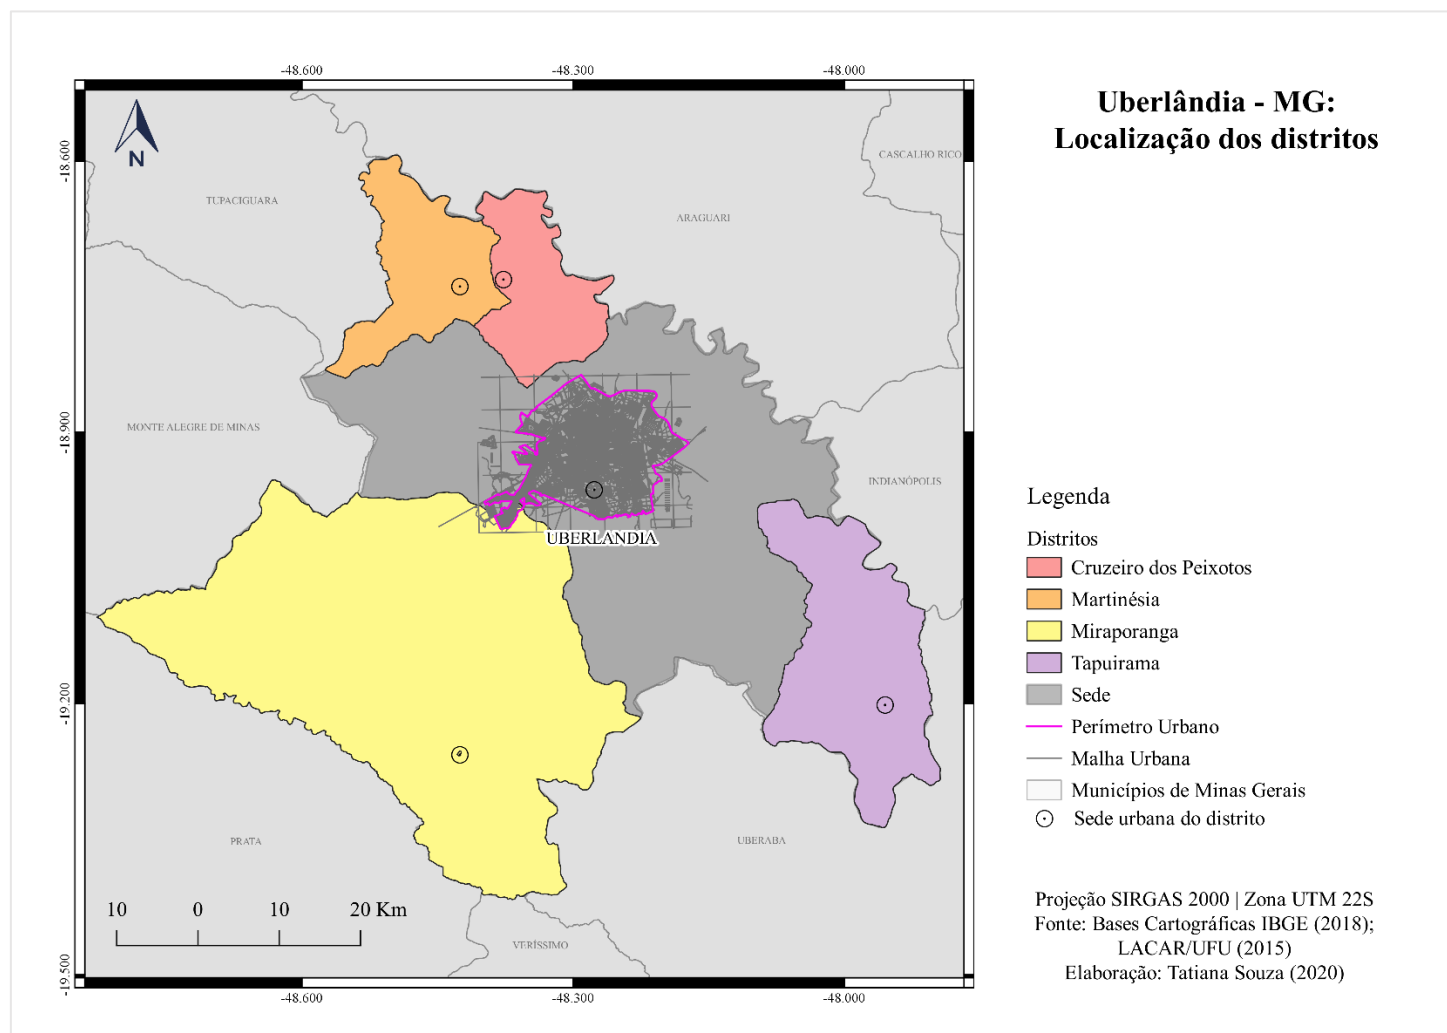 Uberlândia - MG:
Localização dos distritos
-48.600
-48.300
-48.000
-18.600
-18.900
-19.200
-19.500
N
CASCALHO RICO
TUPACIGUARA
ARAGUARI
MONTE ALEGRE DE MINAS
INDIANÓPOLIS
UBERLANDIA
PRATA
UBERABA
VERÍSSIMO
10 0 10 20 Km
-48.600
-48.300
-48.000
Legenda
Distritos
Cruzeiro dos Peixotos
Martinésia
Miraporanga
Tapuirama
Sede
Perímetro Urbano
Malha Urbana
Municípios de Minas Gerais
Sede urbana do distrito
Projeção SIRGAS 2000 | Zona UTM 22S
Fonte: Bases Cartográficas IBGE (2018);
LACAR/UFU (2015)
Elaboração: Tatiana Souza (2020)